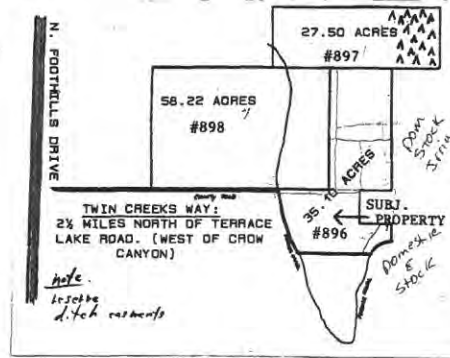 27.50 ACRES
#897
N. FOOTHILLS DRIVE
58.22 ACRES
#898
Dom
Stock
Irrig
35.10 ACRES
County Road
SUBJ.
PROPERTY
#896
TWIN CREEKS WAY:
2½ MILES NORTH OF TERRACE
LAKE ROAD. (WEST OF CROW
CANYON)
Domestic
&
Stock
note.
reserve
ditch easments